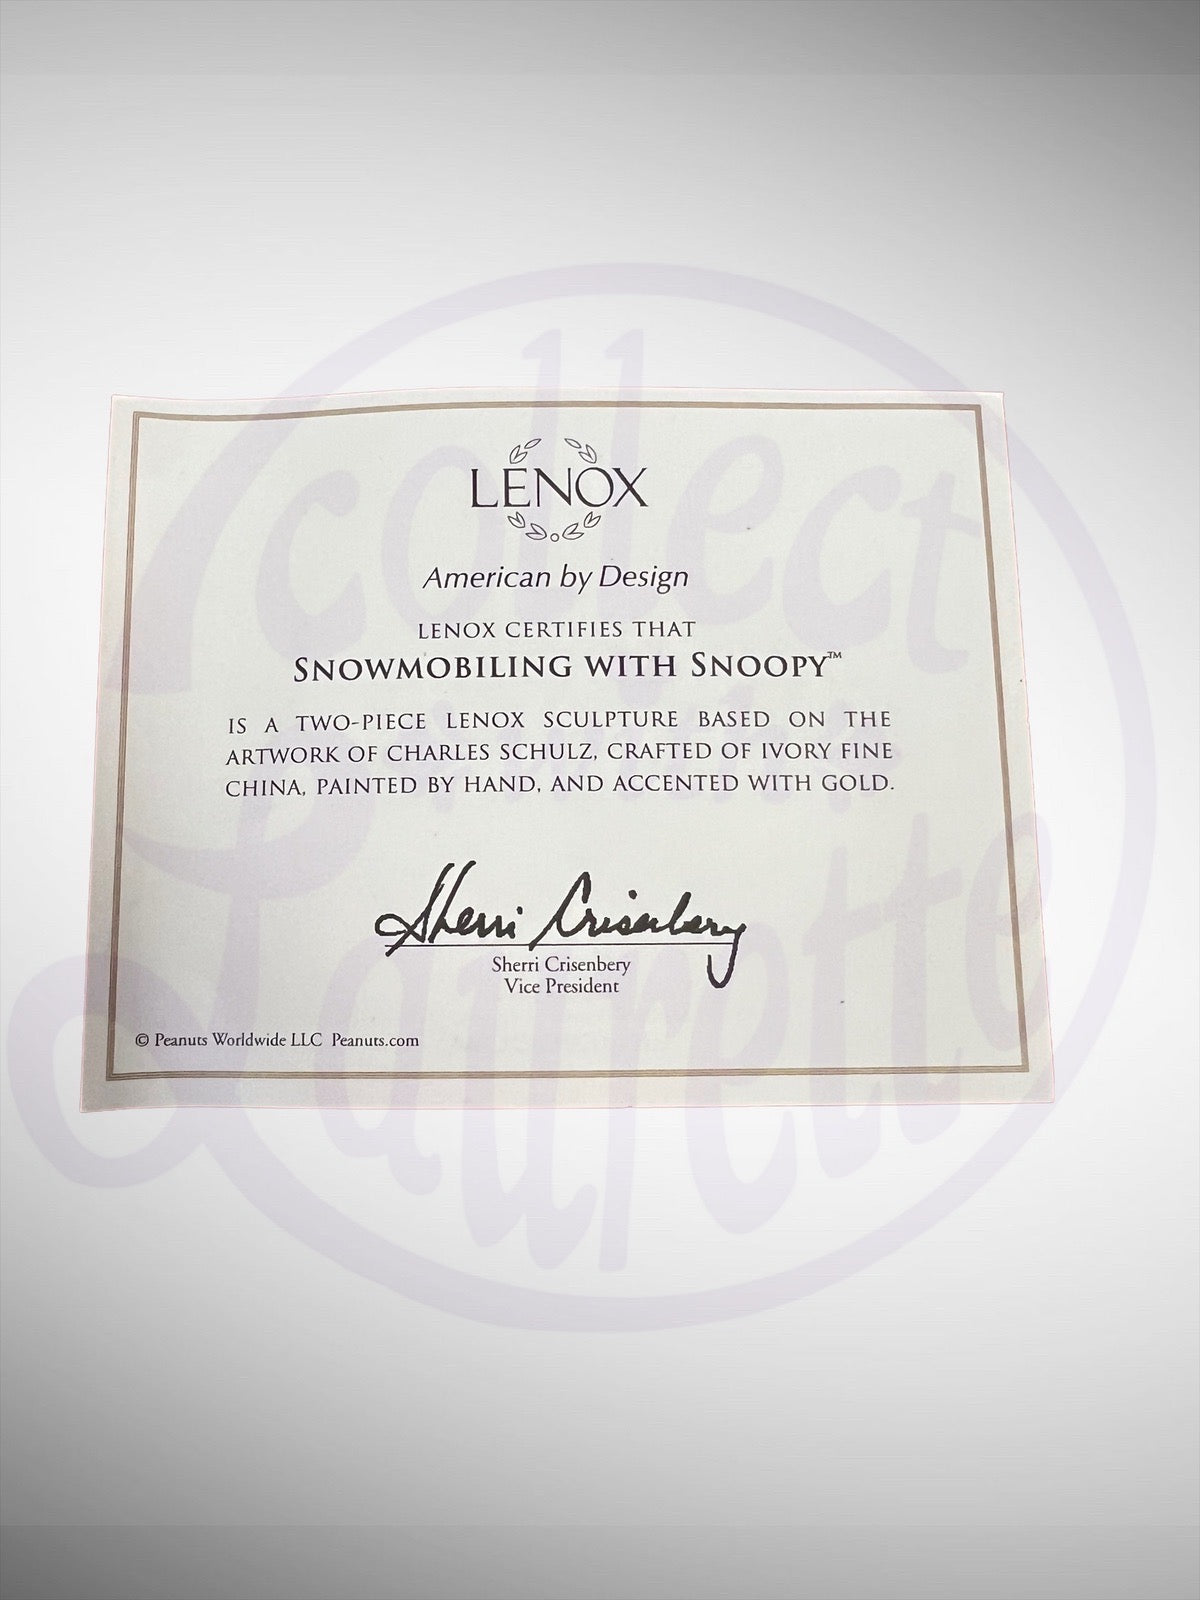 LENOX
American by Design
LENOX CERTIFIES THAT
SNOWMOBILING WITH SNOOPY™
IS A TWO-PIECE LENOX SCULPTURE BASED ON THE
ARTWORK OF CHARLES SCHULZ, CRAFTED OF IVORY FINE
CHINA, PAINTED BY HAND, AND ACCENTED WITH GOLD.
Sherri Crisenbery
Sherri Crisenbery
Vice President
© Peanuts Worldwide LLC Peanuts.com
collect
Laurette